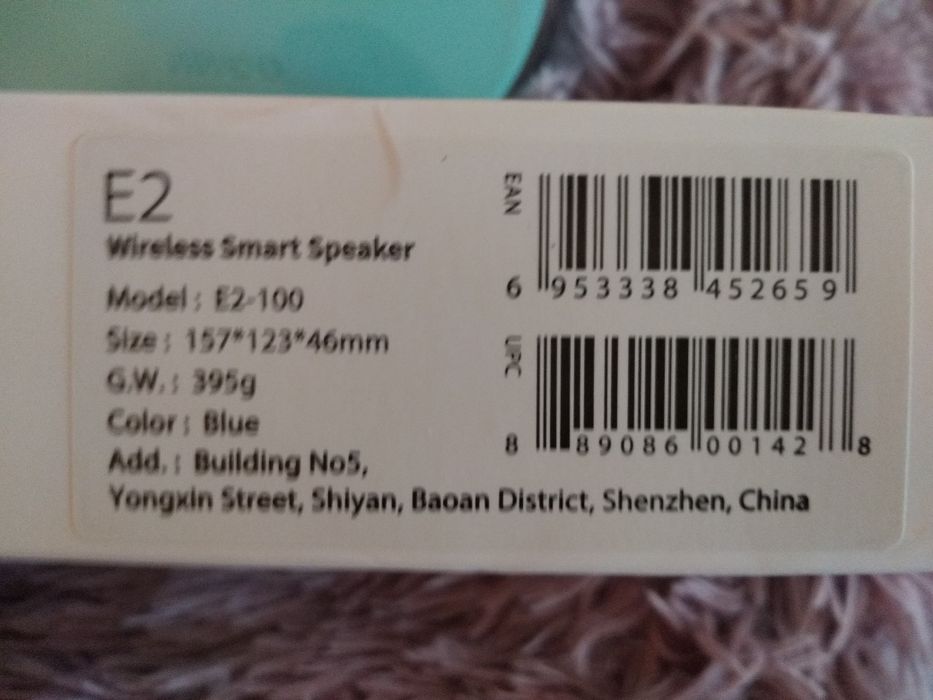 E2
Wireless Smart Speaker
Model : E2-100
Size : 157*123*46mm
G.W. : 395g
Color : Blue
Add. : Building No5,
Yongxin Street, Shiyan, Baoan District, Shenzhen, China
EAN
6 953338 452659
UPC
8 89086 00142 8